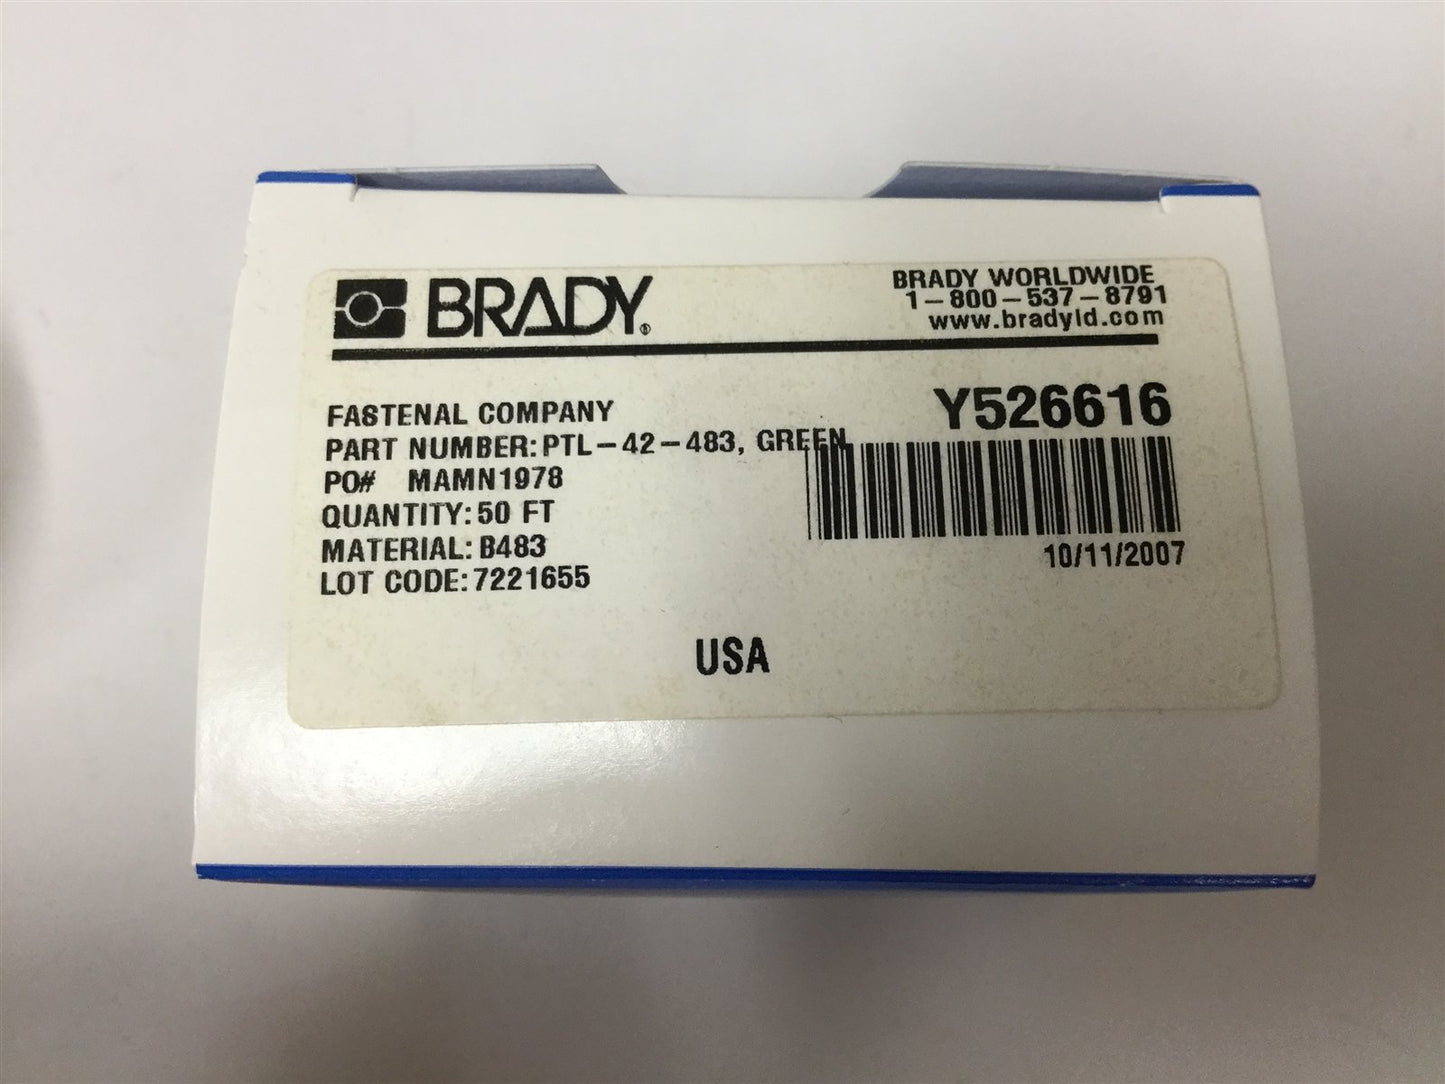 BRADY®
BRADY WORLDWIDE
1-800-537-8791
www.bradyid.com
FASTENAL COMPANY
PART NUMBER: PTL-42-483, GREEN
PO# MAMN1978
QUANTITY: 50 FT
MATERIAL: B483
LOT CODE: 7221655
Y526616
10/11/2007
USA